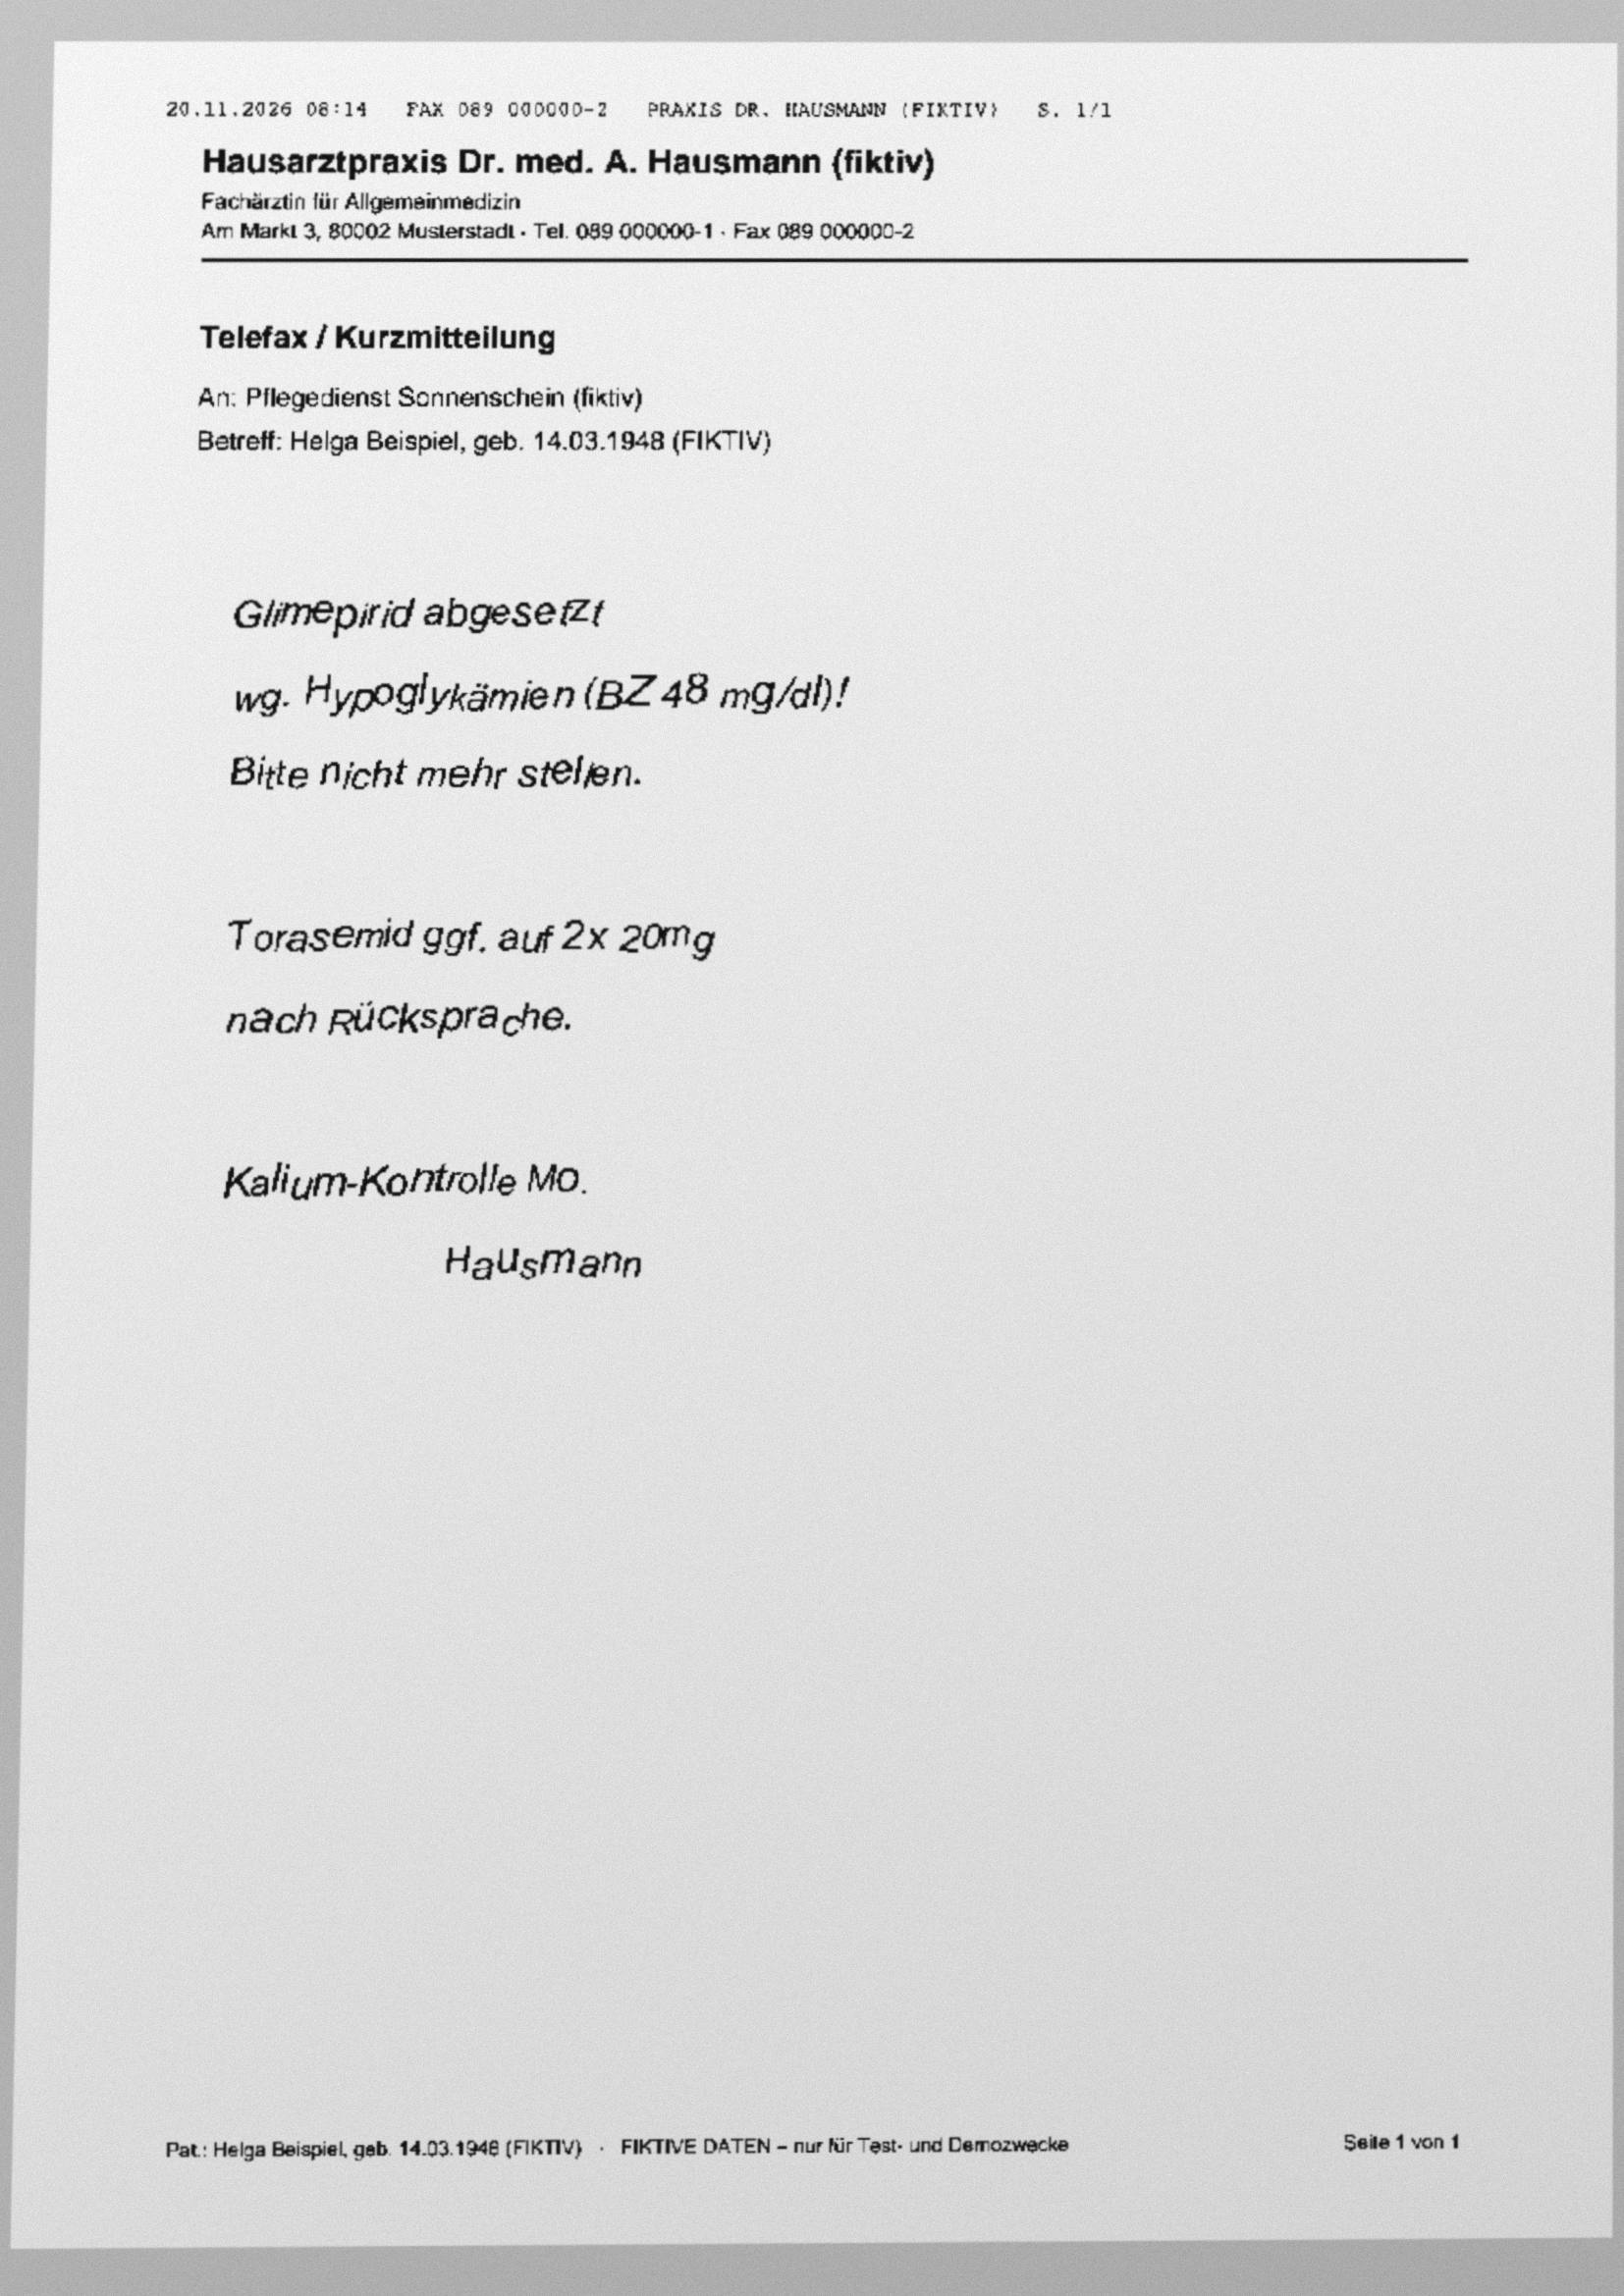 20.11.2026 08:14 FAX 089 000000-2 PRAXIS DR. HAUSMANN (FIKTIV) S. 1/1
Hausarztpraxis Dr. med. A. Hausmann (fiktiv)
Fachärztin für Allgemeinmedizin
Am Markt 3, 80002 Musterstadt · Tel. 089 000000-1 · Fax 089 000000-2
Telefax / Kurzmitteilung
An: Pflegedienst Sonnenschein (fiktiv)
Betreff: Helga Beispiel, geb. 14.03.1948 (FIKTIV)
Glimepirid abgesetzt
wg. Hypoglykämien (BZ 48 mg/dl)!
Bitte nicht mehr stellen.
Torasemid ggf. auf 2x 20mg
nach Rücksprache.
Kalium-Kontrolle Mo.
Hausmann
Pat.: Helga Beispiel, geb. 14.03.1948 (FIKTIV) · FIKTIVE DATEN – nur für Test- und Demozwecke Seite 1 von 1